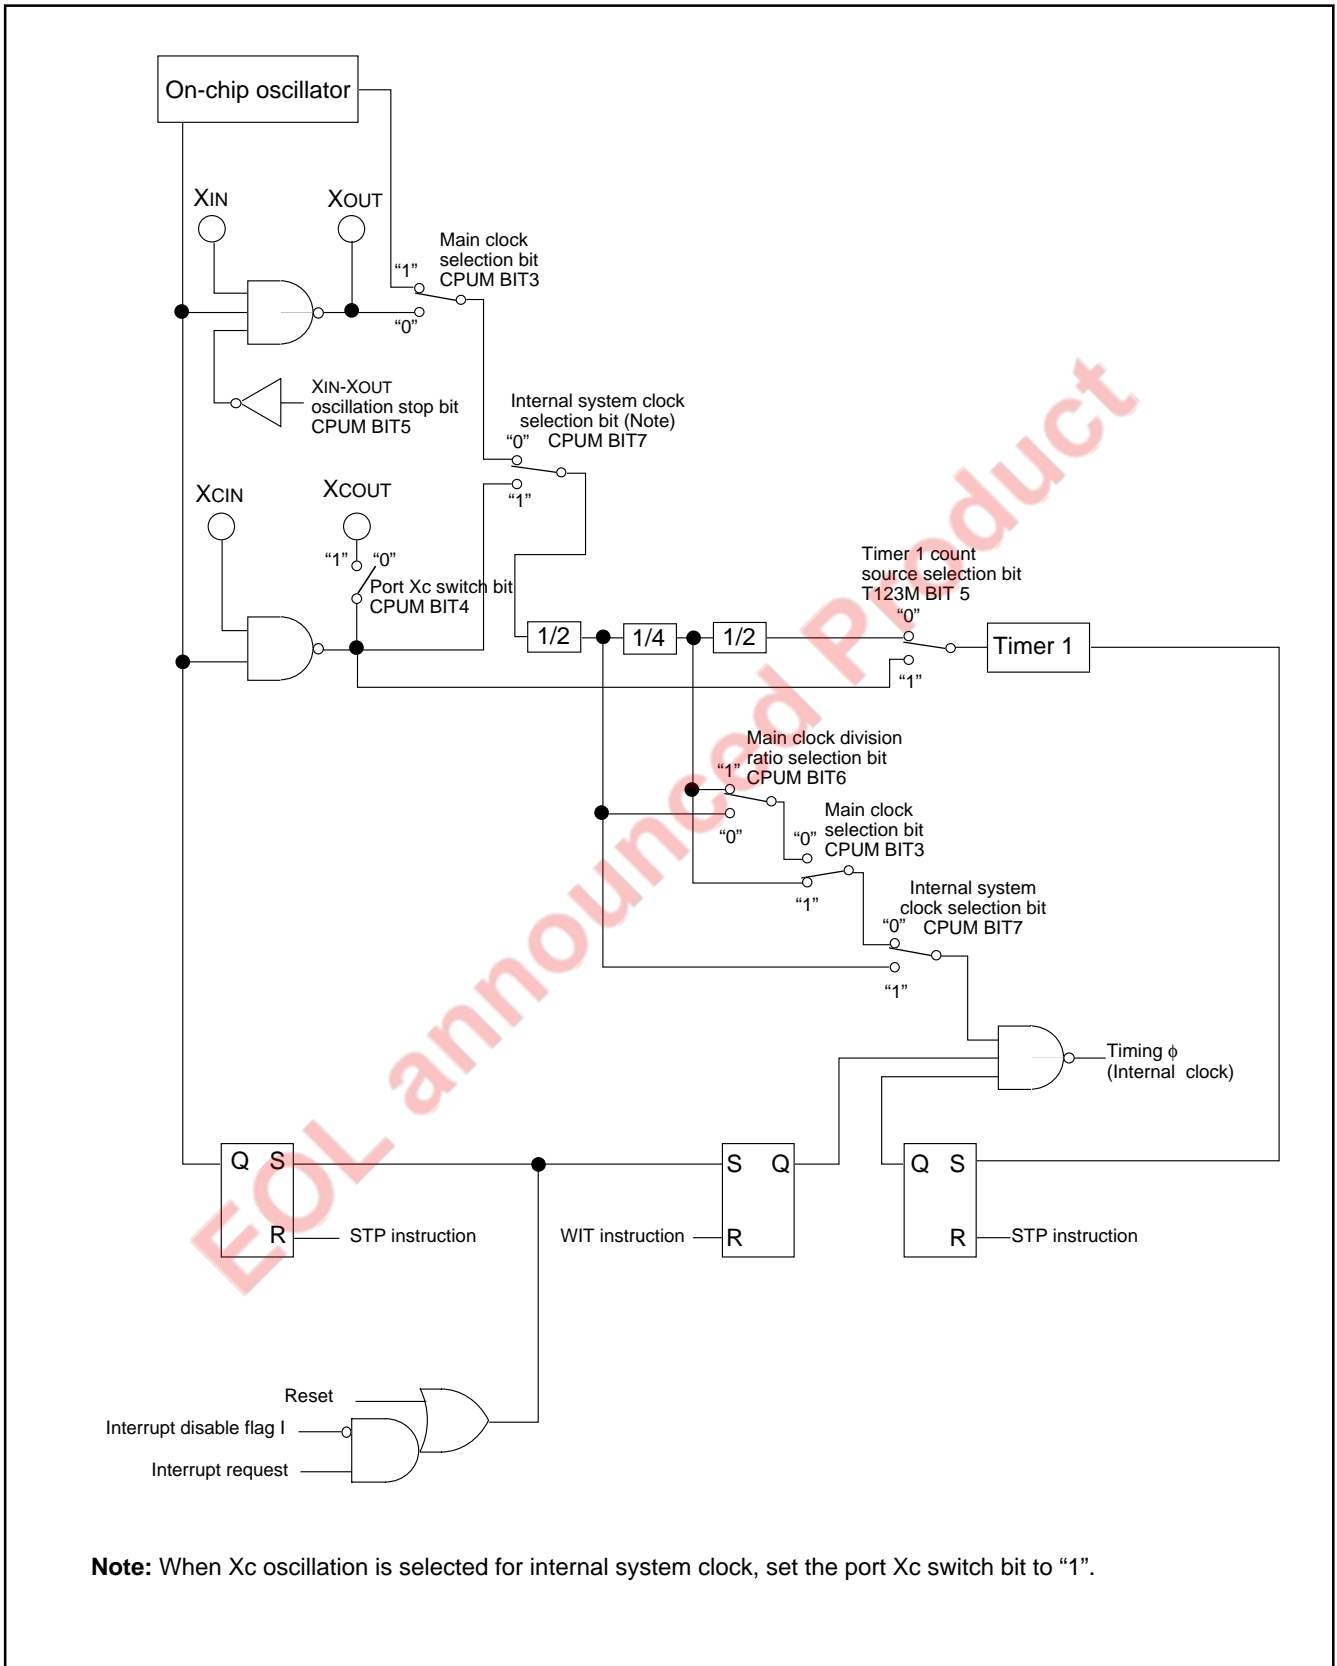 On-chip oscillator
XIN
XOUT
Main clock
selection bit
CPUM BIT3
“1”
“0”
XIN-XOUT
oscillation stop bit
CPUM BIT5
Internal system clock
selection bit (Note)
CPUM BIT7
“0”
“1”
XCIN
XCOUT
“1”
“0”
Port Xc switch bit
CPUM BIT4
Timer 1 count
source selection bit
T123M BIT 5
“0”
“1”
1/2
1/4
1/2
Timer 1
Main clock division
ratio selection bit
CPUM BIT6
“1”
“0”
Main clock
selection bit
CPUM BIT3
“0”
“1”
Internal system
clock selection bit
CPUM BIT7
“0”
“1”
Timing ϕ
(Internal clock)
Q S
R
STP instruction
S Q
R
WIT instruction
Q S
R
STP instruction
Reset
Interrupt disable flag I
Interrupt request
Note: When Xc oscillation is selected for internal system clock, set the port Xc switch bit to “1”.
EOL announced Product